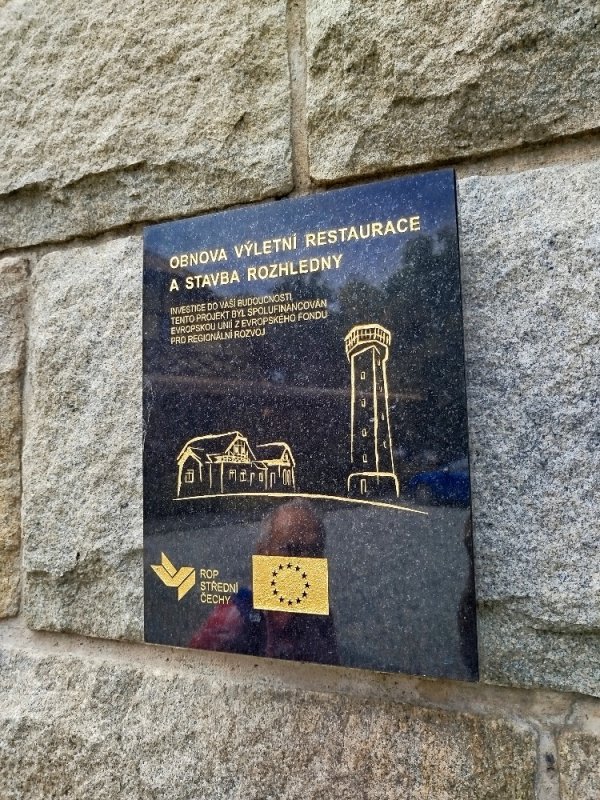 OBNOVA VÝLETNÍ RESTAURACE
A STAVBA ROZHLEDNY
INVESTICE DO VAŠÍ BUDOUCNOSTI
TENTO PROJEKT BYL SPOLUFINANCOVÁN
EVROPSKOU UNIÍ Z EVROPSKÉHO FONDU
PRO REGIONÁLNÍ ROZVOJ
ROP
STŘEDNÍ
ČECHY